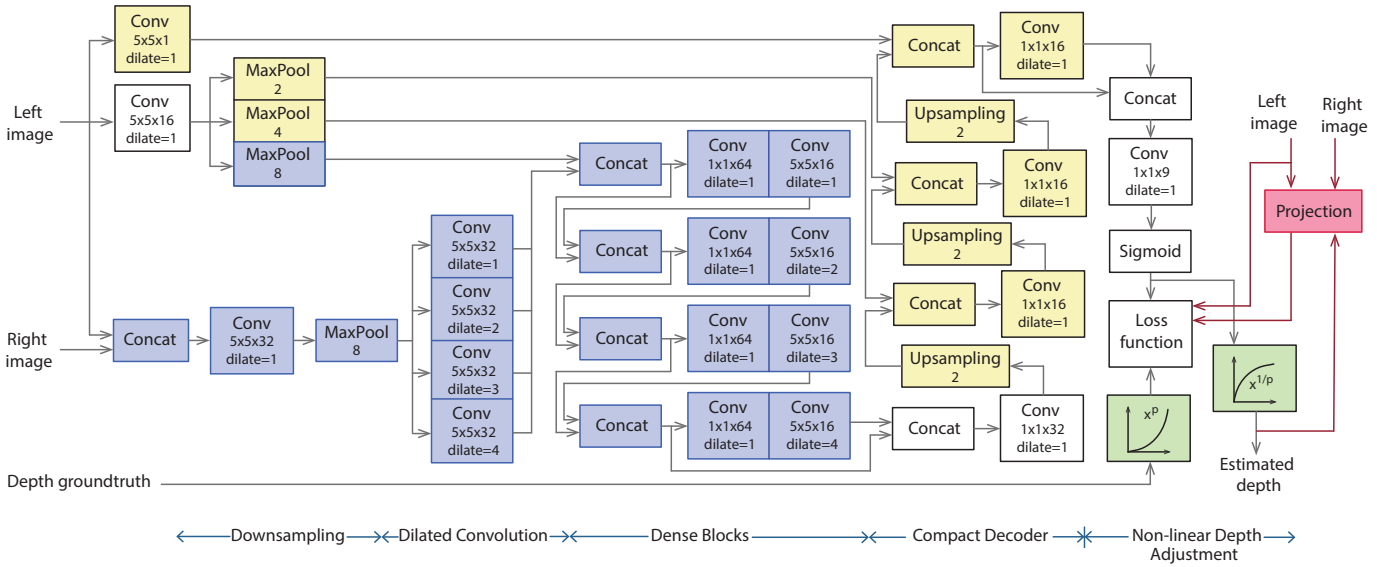 Left
image
Conv
5x5x1
dilate=1
Conv
5x5x16
dilate=1
MaxPool
2
MaxPool
4
MaxPool
8
Right
image
Concat
Conv
5x5x32
dilate=1
MaxPool
8
Conv
5x5x32
dilate=1
Conv
5x5x32
dilate=2
Conv
5x5x32
dilate=3
Conv
5x5x32
dilate=4
Concat
Conv
1x1x64
dilate=1
Conv
5x5x16
dilate=1
Concat
Conv
1x1x64
dilate=1
Conv
5x5x16
dilate=2
Concat
Conv
1x1x64
dilate=1
Conv
5x5x16
dilate=3
Concat
Conv
1x1x64
dilate=1
Conv
5x5x16
dilate=4
Concat
Conv
1x1x16
dilate=1
Upsampling
2
Concat
Conv
1x1x16
dilate=1
Upsampling
2
Concat
Conv
1x1x16
dilate=1
Upsampling
2
Concat
Conv
1x1x32
dilate=1
Concat
Conv
1x1x9
dilate=1
Sigmoid
Loss
function
x^p
x^1/p
Left
image
Right
image
Projection
Estimated
depth
Depth groundtruth
Downsampling
Dilated Convolution
Dense Blocks
Compact Decoder
Non-linear Depth
Adjustment